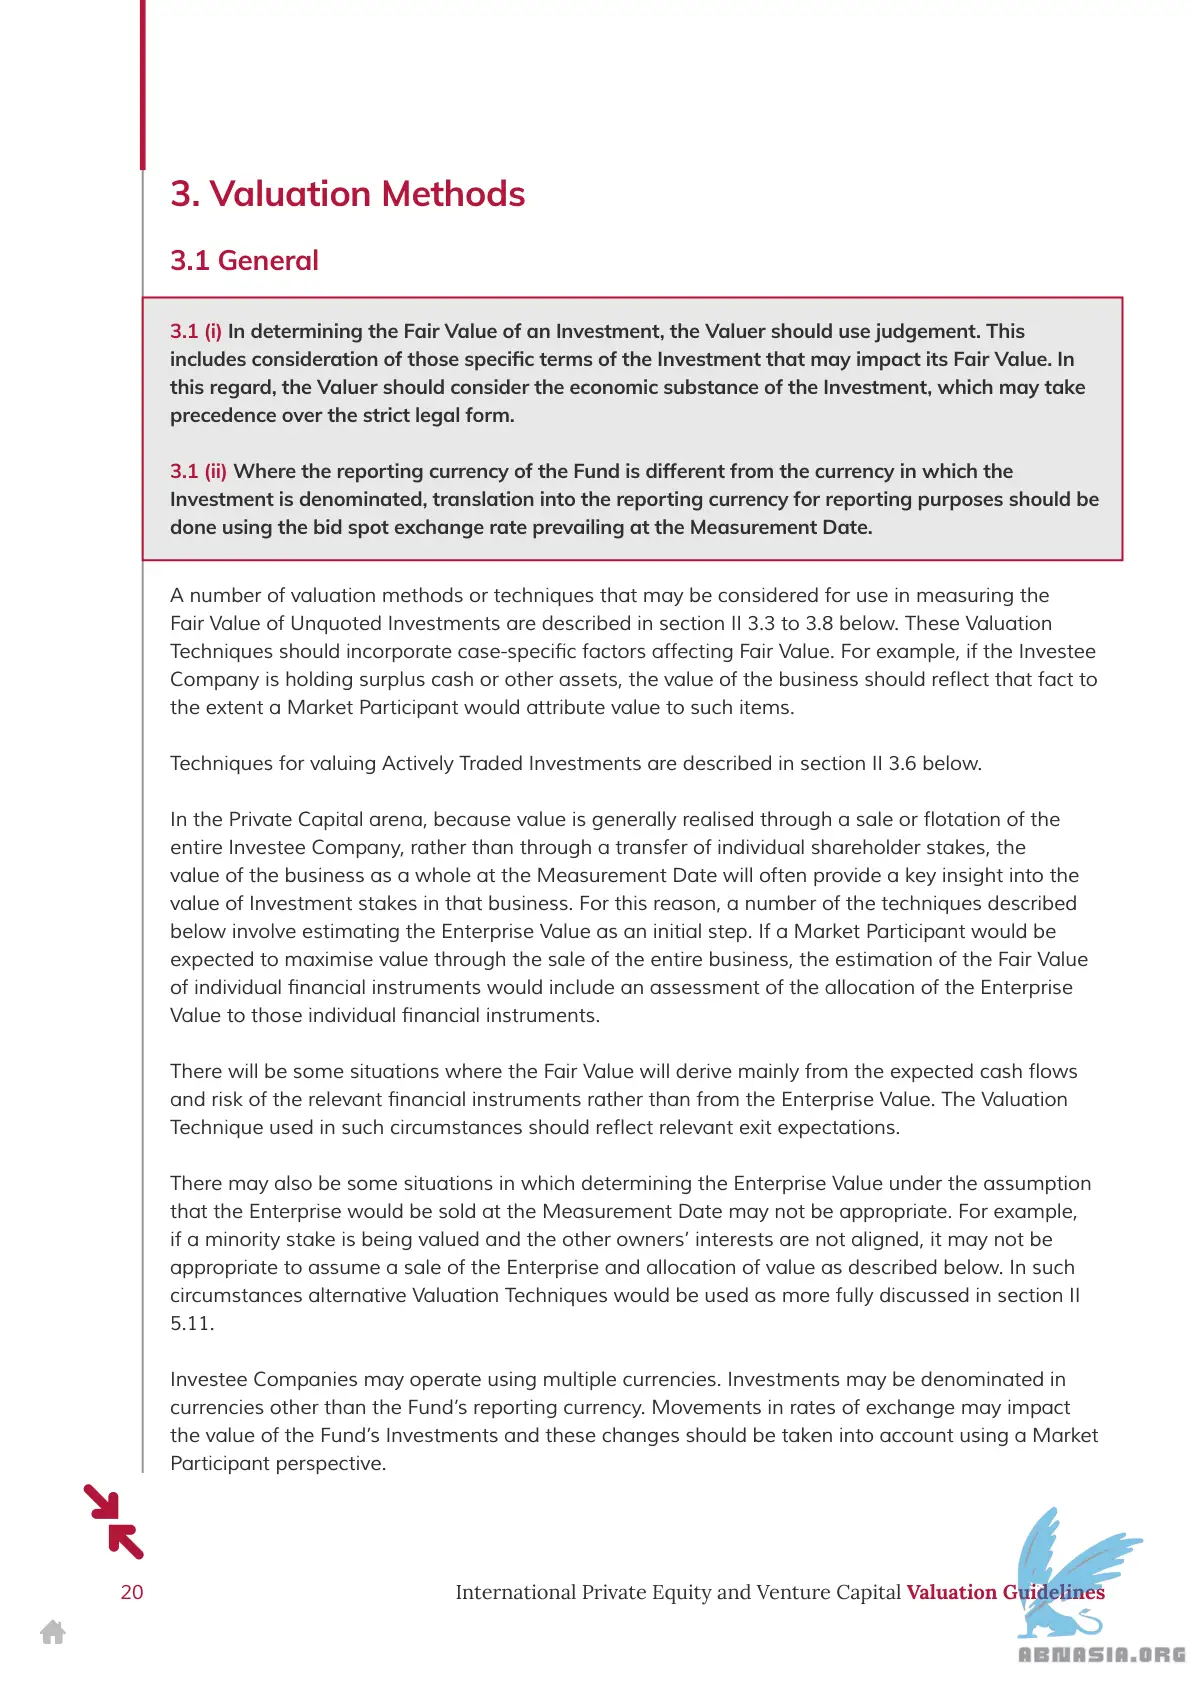 3. Valuation Methods
3.1 General
3.1 (i) In determining the Fair Value of an Investment, the Valuer should use judgement. This
includes consideration of those specific terms of the Investment that may impact its Fair Value. In
this regard, the Valuer should consider the economic substance of the Investment, which may take
precedence over the strict legal form.
3.1 (ii) Where the reporting currency of the Fund is different from the currency in which the
Investment is denominated, translation into the reporting currency for reporting purposes should be
done using the bid spot exchange rate prevailing at the Measurement Date.
A number of valuation methods or techniques that may be considered for use in measuring the
Fair Value of Unquoted Investments are described in section II 3.3 to 3.8 below. These Valuation
Techniques should incorporate case-specific factors affecting Fair Value. For example, if the Investee
Company is holding surplus cash or other assets, the value of the business should reflect that fact to
the extent a Market Participant would attribute value to such items.
Techniques for valuing Actively Traded Investments are described in section II 3.6 below.
In the Private Capital arena, because value is generally realised through a sale or flotation of the
entire Investee Company, rather than through a transfer of individual shareholder stakes, the
value of the business as a whole at the Measurement Date will often provide a key insight into the
value of Investment stakes in that business. For this reason, a number of the techniques described
below involve estimating the Enterprise Value as an initial step. If a Market Participant would be
expected to maximise value through the sale of the entire business, the estimation of the Fair Value
of individual financial instruments would include an assessment of the allocation of the Enterprise
Value to those individual financial instruments.
There will be some situations where the Fair Value will derive mainly from the expected cash flows
and risk of the relevant financial instruments rather than from the Enterprise Value. The Valuation
Technique used in such circumstances should reflect relevant exit expectations.
There may also be some situations in which determining the Enterprise Value under the assumption
that the Enterprise would be sold at the Measurement Date may not be appropriate. For example,
if a minority stake is being valued and the other owners’ interests are not aligned, it may not be
appropriate to assume a sale of the Enterprise and allocation of value as described below. In such
circumstances alternative Valuation Techniques would be used as more fully discussed in section II
5.11.
Investee Companies may operate using multiple currencies. Investments may be denominated in
currencies other than the Fund’s reporting currency. Movements in rates of exchange may impact
the value of the Fund’s Investments and these changes should be taken into account using a Market
Participant perspective.
20
International Private Equity and Venture Capital Valuation Guidelines
ABNASIA.ORG